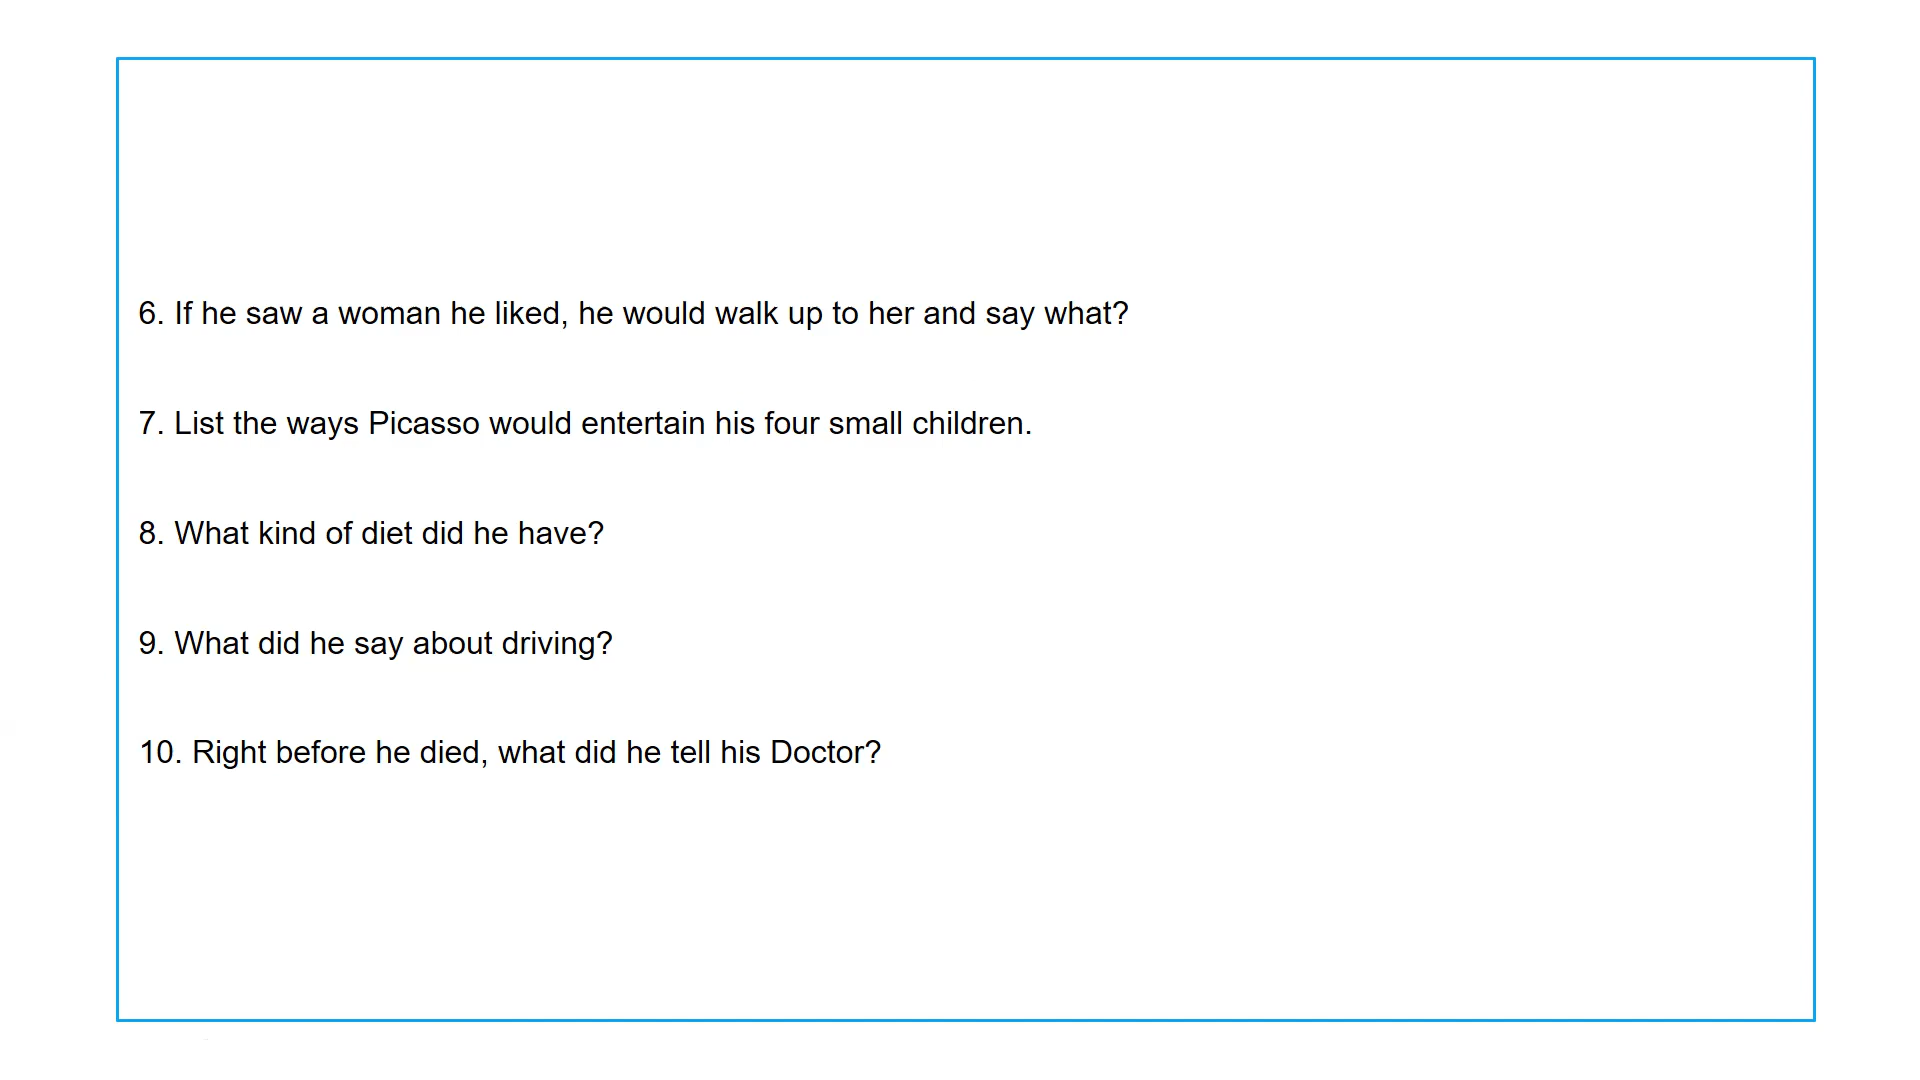 6. If he saw a woman he liked, he would walk up to her and say what?
7. List the ways Picasso would entertain his four small children.
8. What kind of diet did he have?
9. What did he say about driving?
10. Right before he died, what did he tell his Doctor?